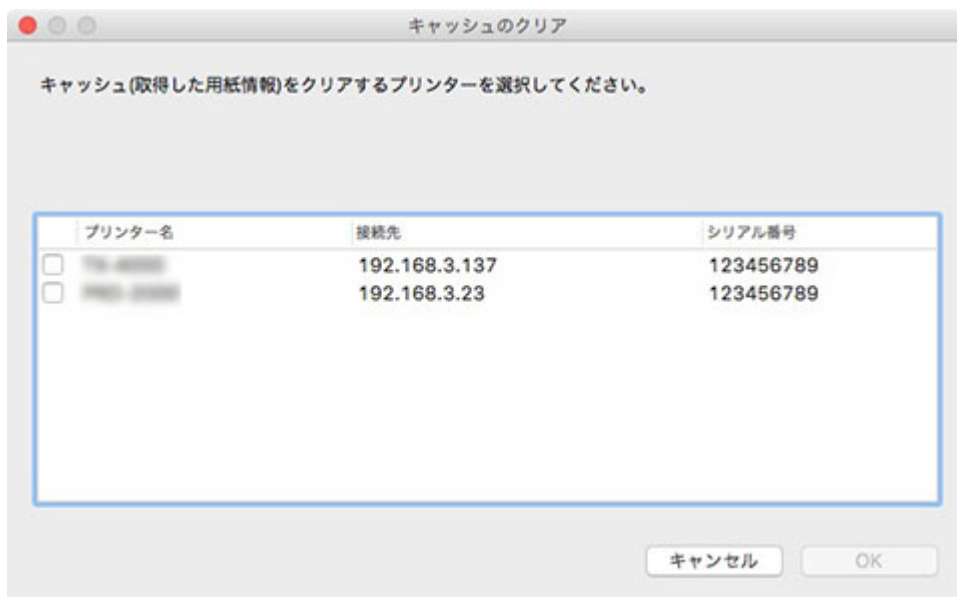 キャッシュのクリア
キャッシュ(取得した用紙情報)をクリアするプリンターを選択してください。
プリンター名 接続先 シリアル番号
192.168.3.137 123456789
192.168.3.23 123456789
キャンセル OK